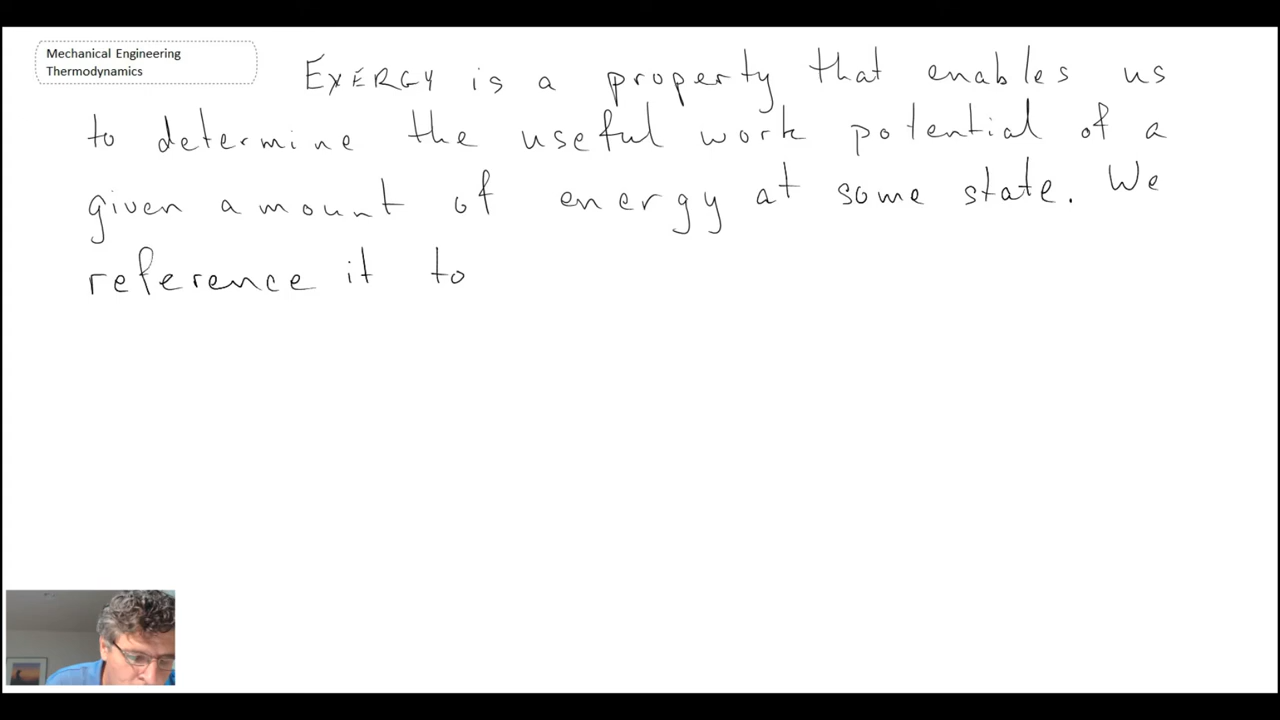 Mechanical Engineering
Thermodynamics
EXERGY is a property that enables us
to determine the useful work potential of a
given amount of energy at some state. We
reference it to